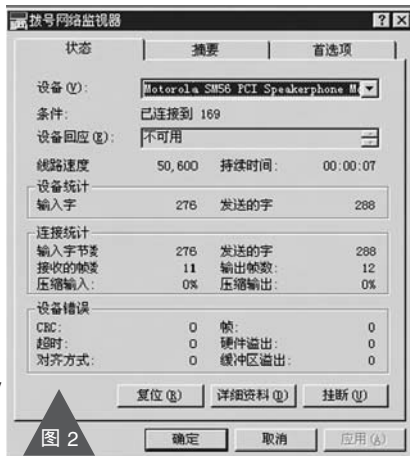 拨号网络监视器
状态 摘要 首选项
设备(V): Motorola SM56 PCI Speakerphone M
条件: 已连接到 169
设备回应(E): 不可用
线路速度 50,600 持续时间: 00:00:07
设备统计
输入字 276 发送的字 288
连接统计
输入字节数 276 发送的字 288
接收的帧数 11 输出帧数: 12
压缩输入: 0% 压缩输出: 0%
设备错误
CRC: 0 帧: 0
超时: 0 硬件溢出: 0
对齐方式: 0 缓冲区溢出: 0
复位(R) 详细资料(D) 挂断(U)
图 2
确定 取消 应用(A)